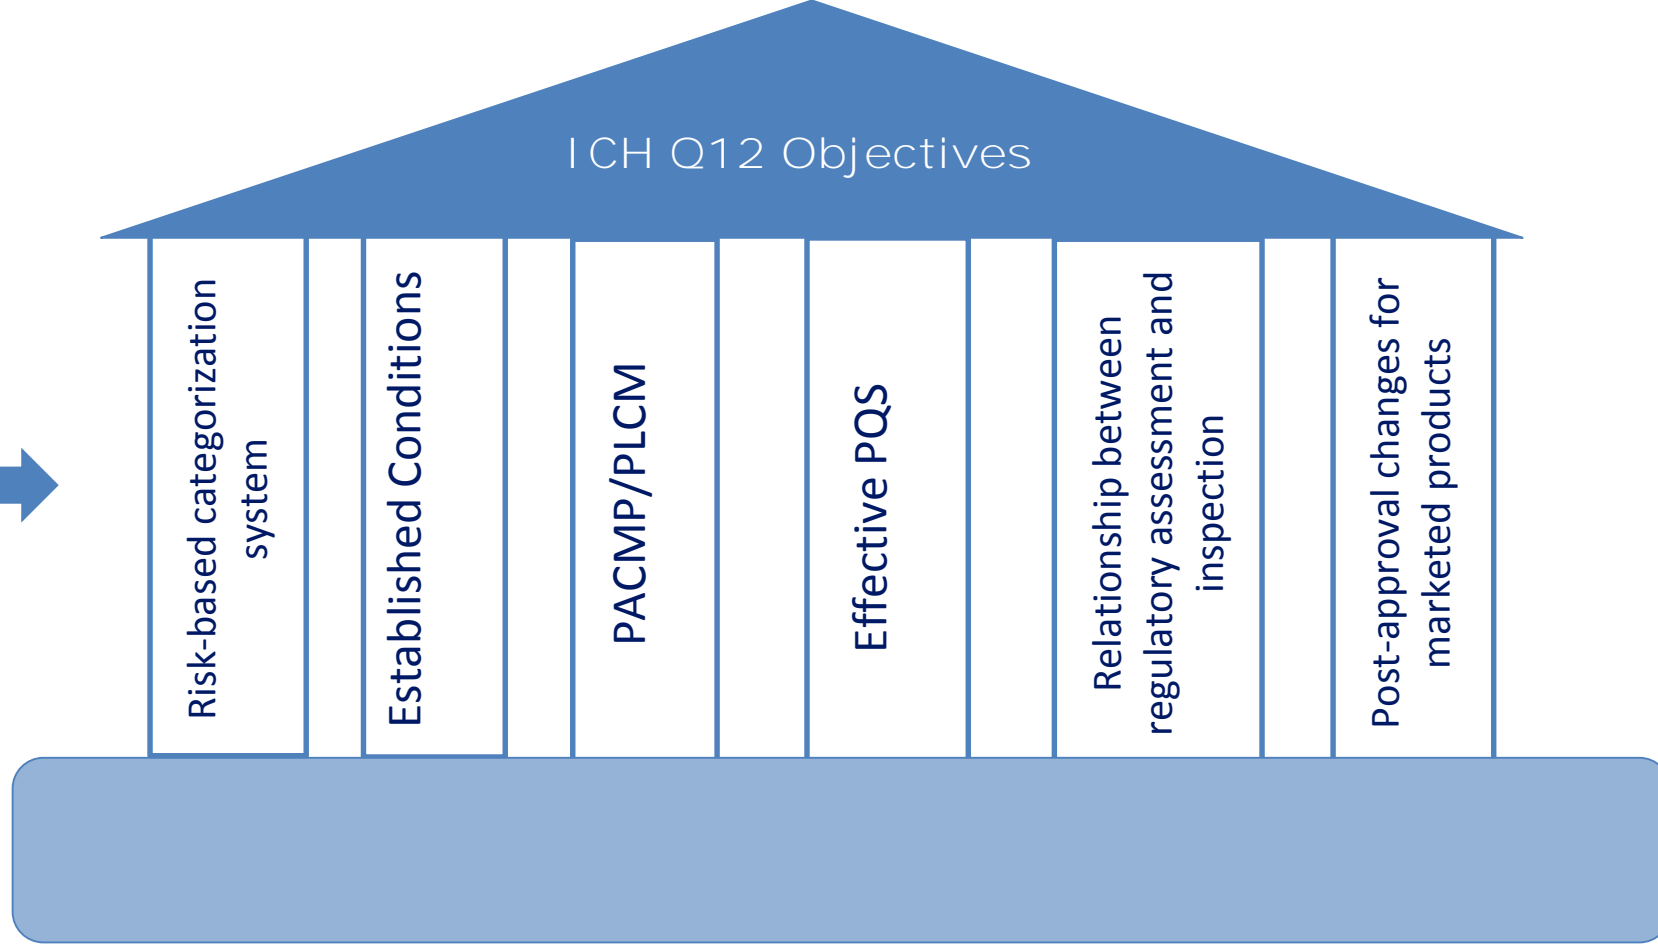 ICH Q12 Objectives
Risk-based categorization
system
Established Conditions
PACMP/PLCM
Effective PQS
Relationship between
regulatory assessment and
inspection
Post-approval changes for
marketed products